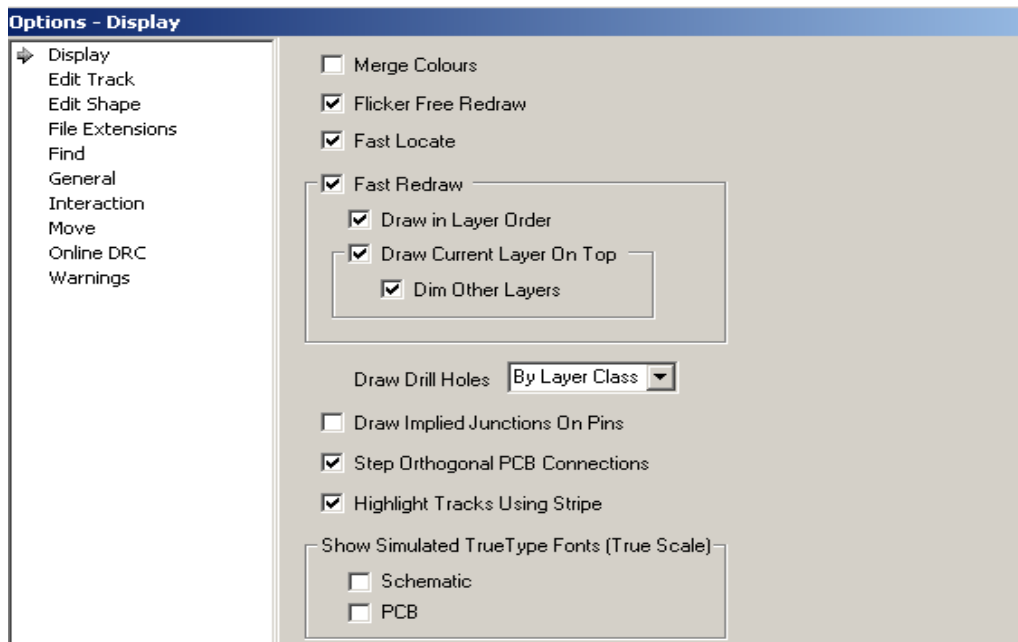 Options - Display
Display
Edit Track
Edit Shape
File Extensions
Find
General
Interaction
Move
Online DRC
Warnings
Merge Colours
Flicker Free Redraw
Fast Locate
Fast Redraw
Draw in Layer Order
Draw Current Layer On Top
Dim Other Layers
Draw Drill Holes By Layer Class
Draw Implied Junctions On Pins
Step Orthogonal PCB Connections
Highlight Tracks Using Stripe
Show Simulated TrueType Fonts (True Scale)
Schematic
PCB